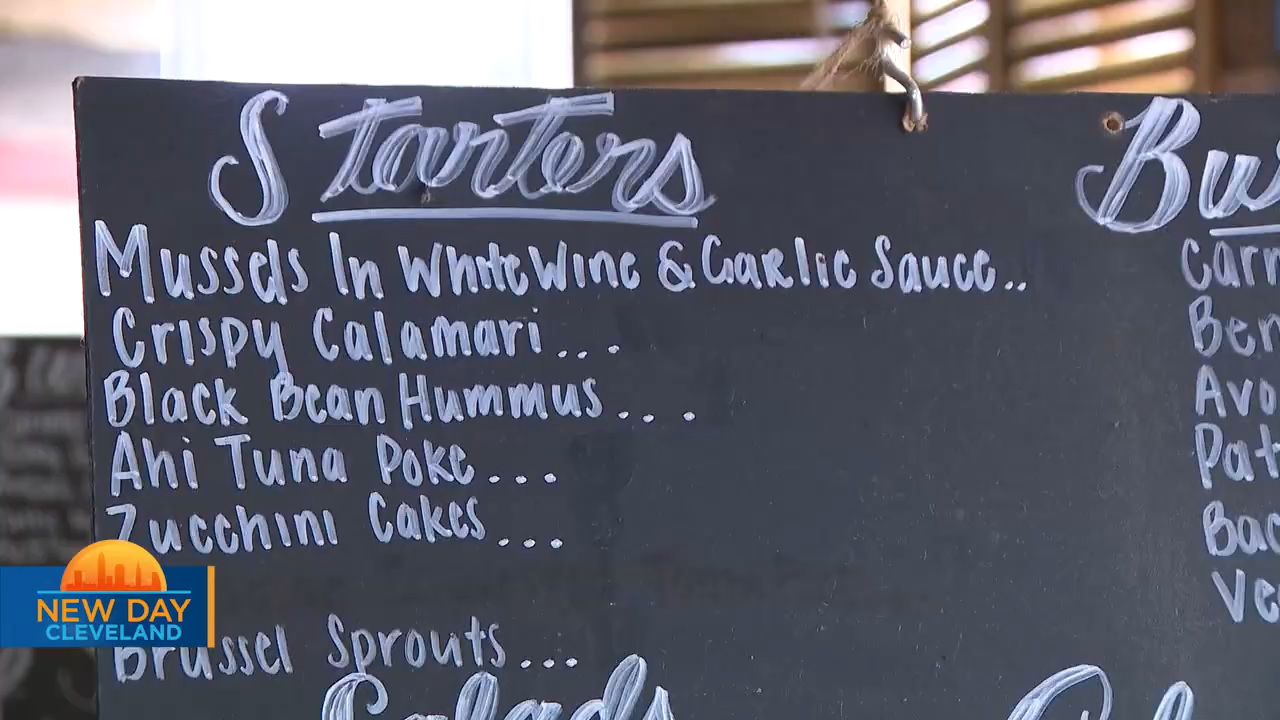 Starters
Mussels In White Wine & Garlic Sauce..
Crispy Calamari...
Black Bean Hummus....
Ahi Tuna Poke....
Zucchini Cakes....
Brussel Sprouts....
Salads
NEW DAY
CLEVELAND